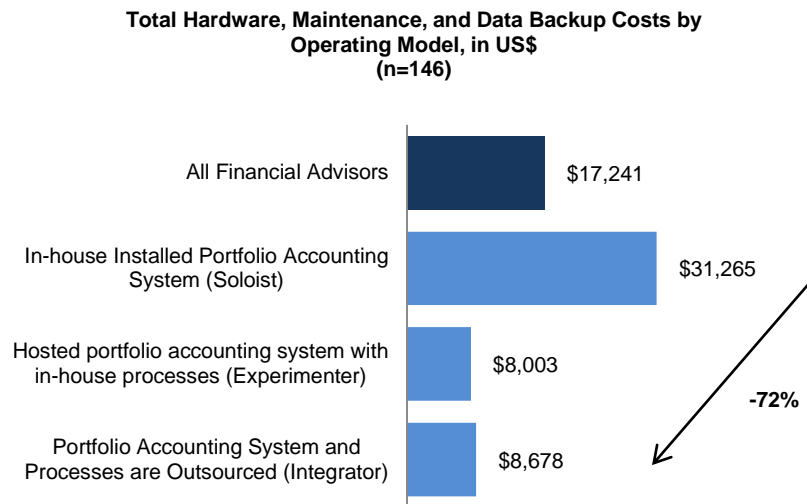 Total Hardware, Maintenance, and Data Backup Costs by
Operating Model, in US$
(n=146)
All Financial Advisors
$17,241
In-house Installed Portfolio Accounting
System (Soloist)
$31,265
Hosted portfolio accounting system with
in-house processes (Experimenter)
$8,003
-72%
Portfolio Accounting System and
Processes are Outsourced (Integrator)
$8,678